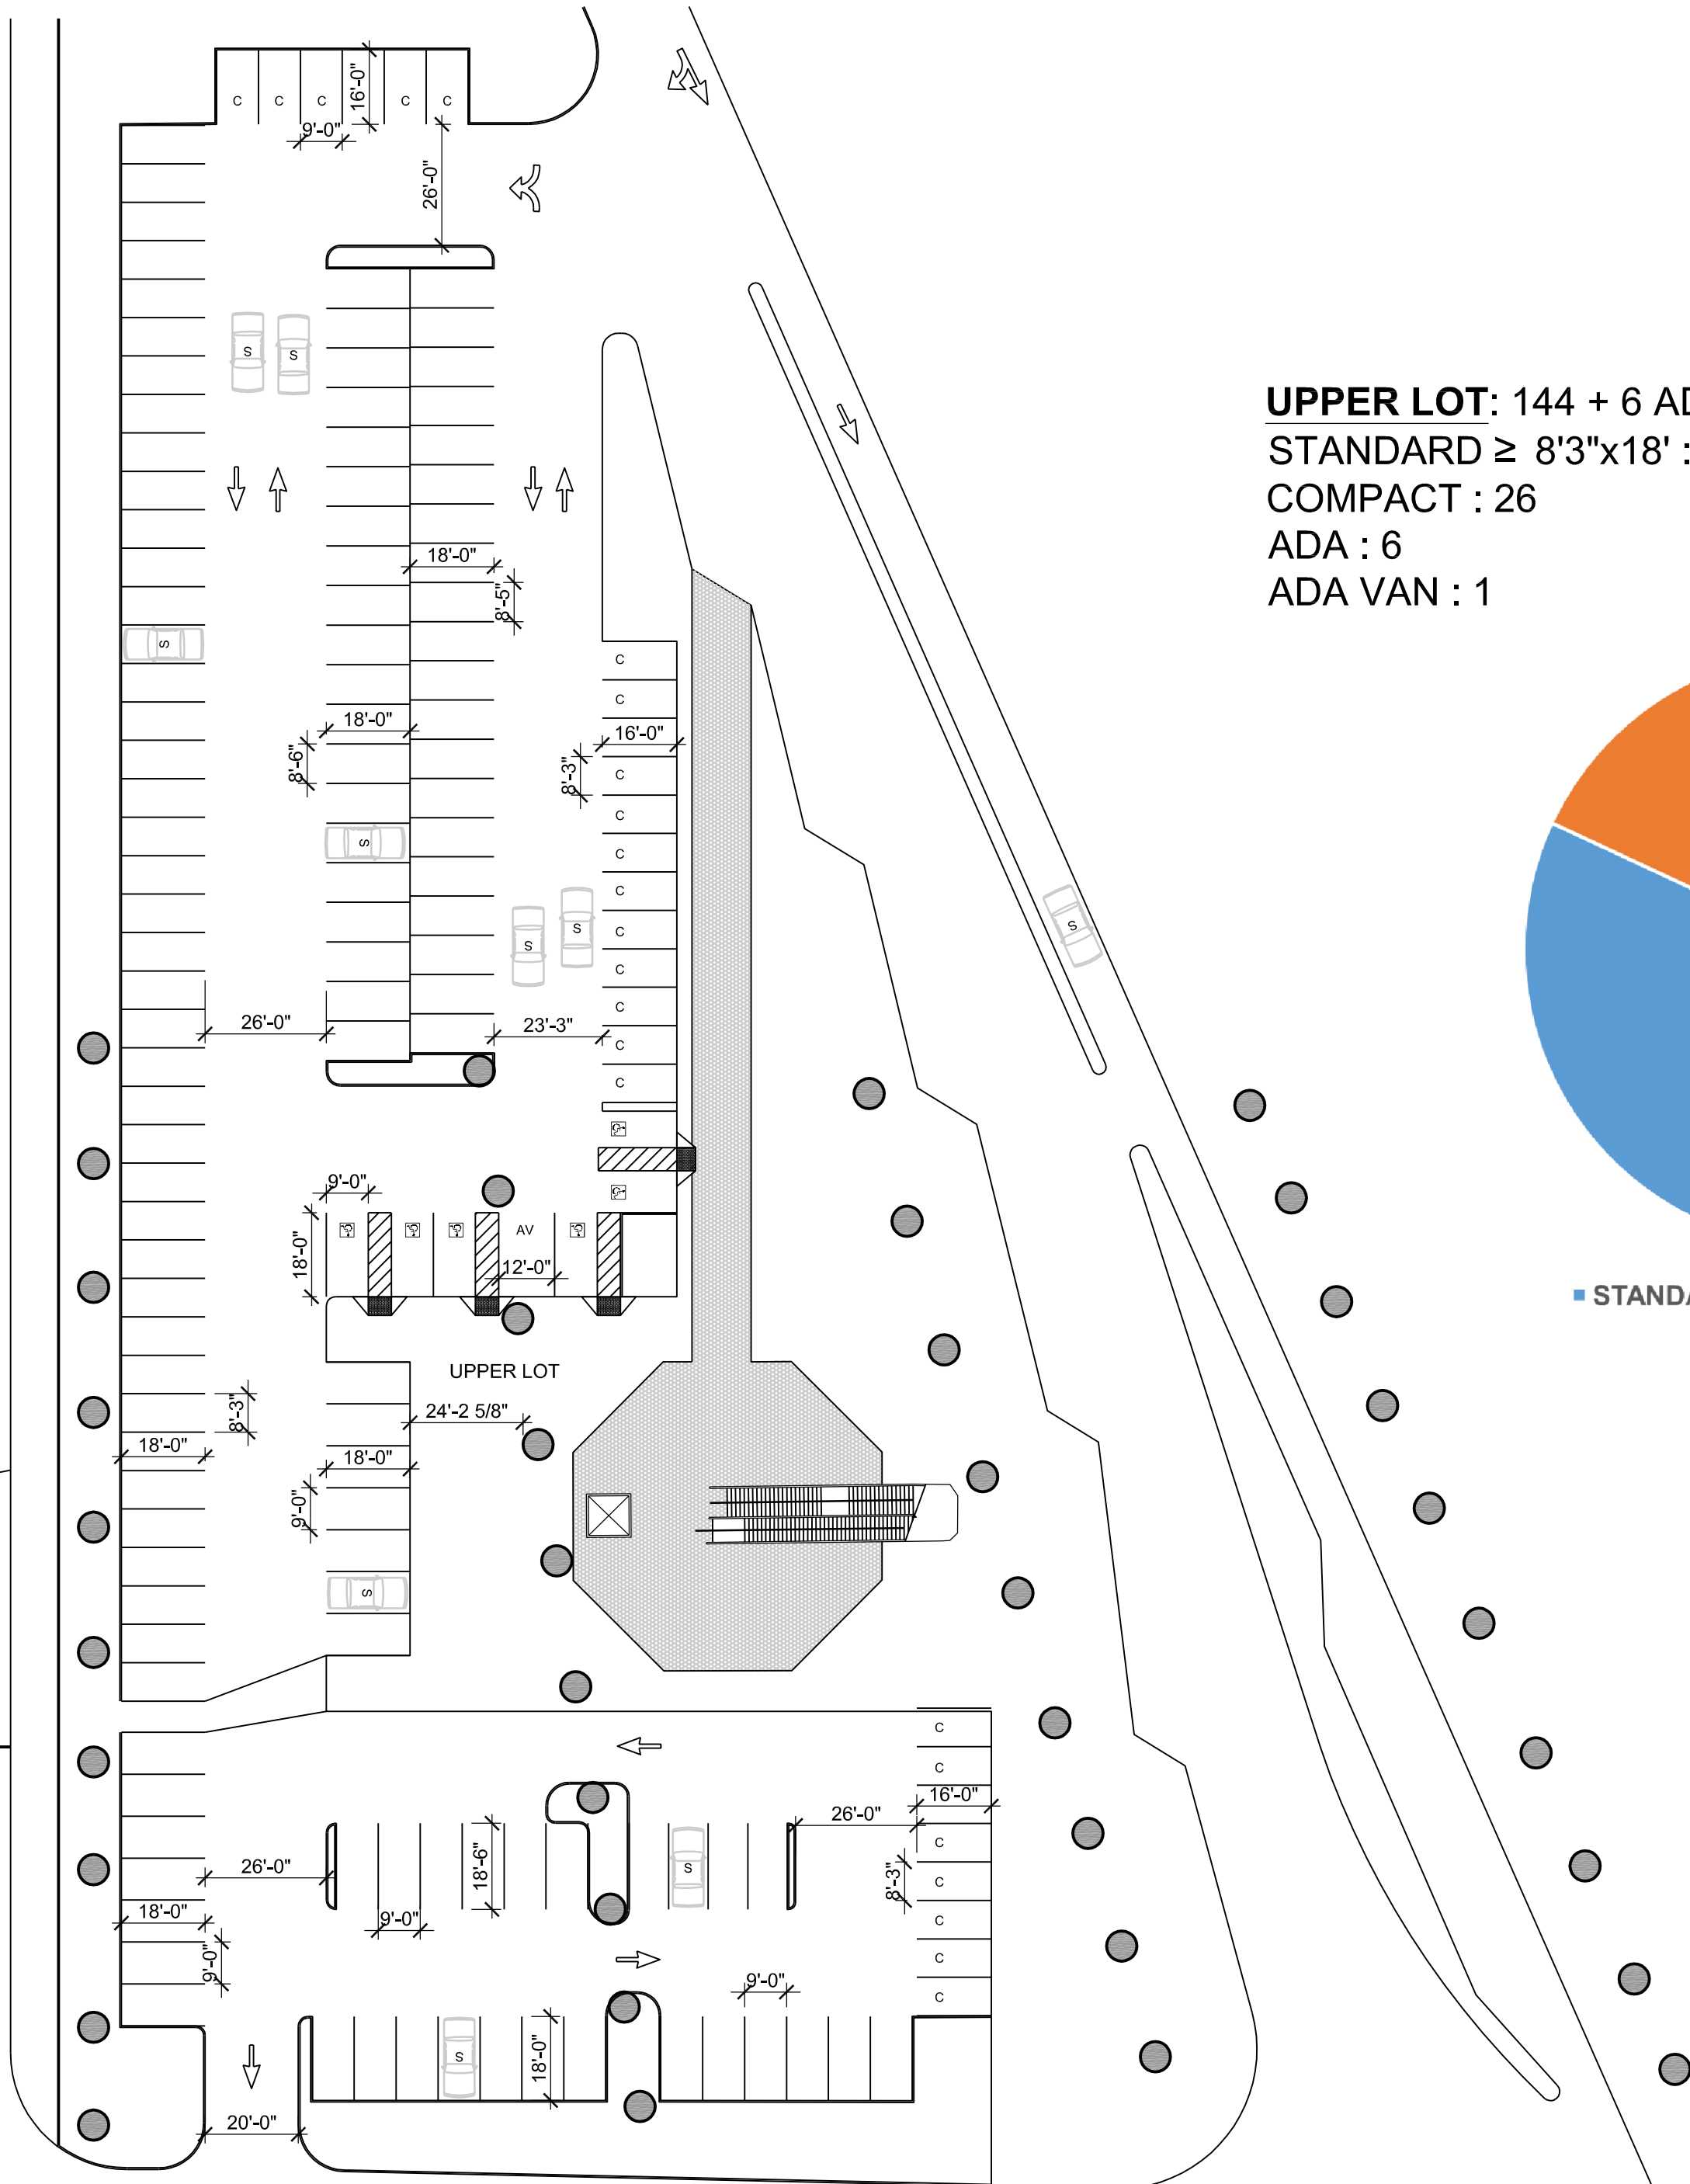 C C C C C
16'-0"
9'-0"
26'-0"
S S
UPPER LOT: 144 + 6
STANDARD ≥ 8'3"x18' :
COMPACT : 26
ADA : 6
ADA VAN : 1
18'-0"
8'-5"
S
C
C
18'-0"
16'-0"
8'-6"
8'-3"
C
C
S
C
C
S
S
C
S
C
C
26'-0"
23'-3"
C
C
9'-0"
18'-0"
AV
12'-0"
UPPER LOT
8'-3"
24'-2 5/8"
18'-0"
18'-0"
9'-0"
S
C
C
16'-0"
26'-0"
C
18'-6"
S
26'-0"
8'-3"
C
18'-0"
9'-0"
C
9'-0"
C
9'-0"
C
S
18'-0"
20'-0"